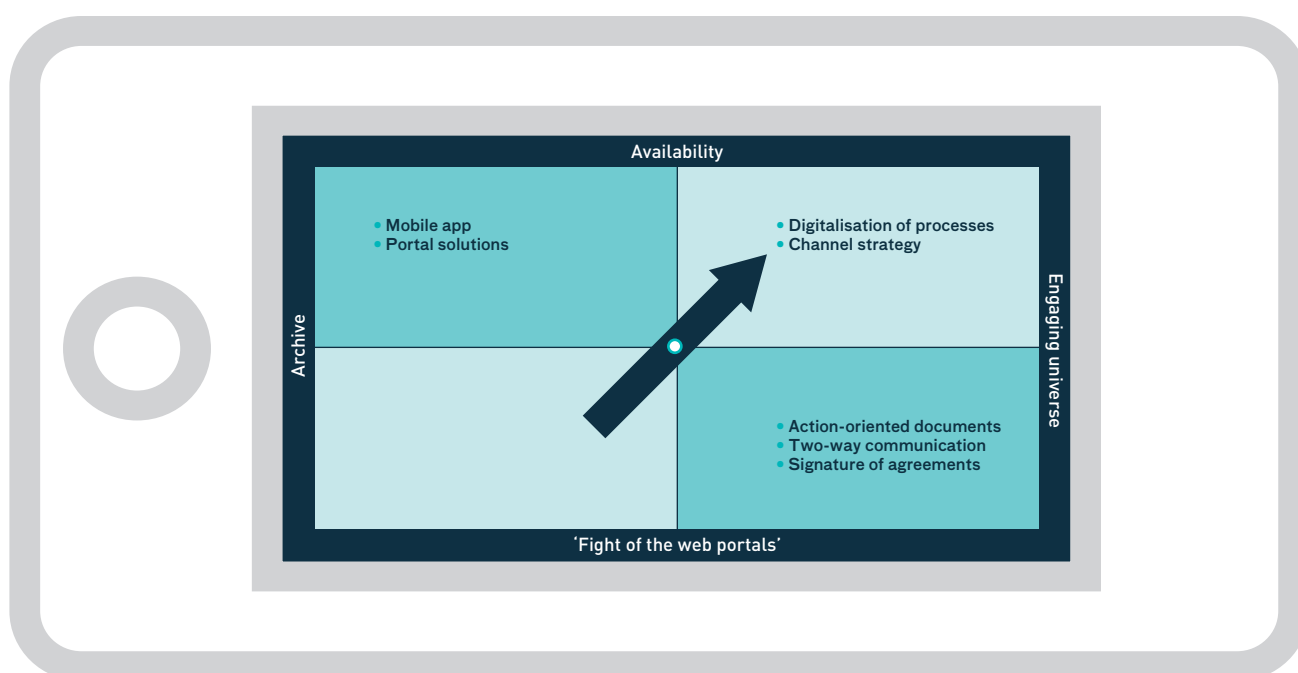 Availability
• Mobile app
• Portal solutions
• Digitalisation of processes
• Channel strategy
Archive
Engaging universe
• Action-oriented documents
• Two-way communication
• Signature of agreements
‘Fight of the web portals’